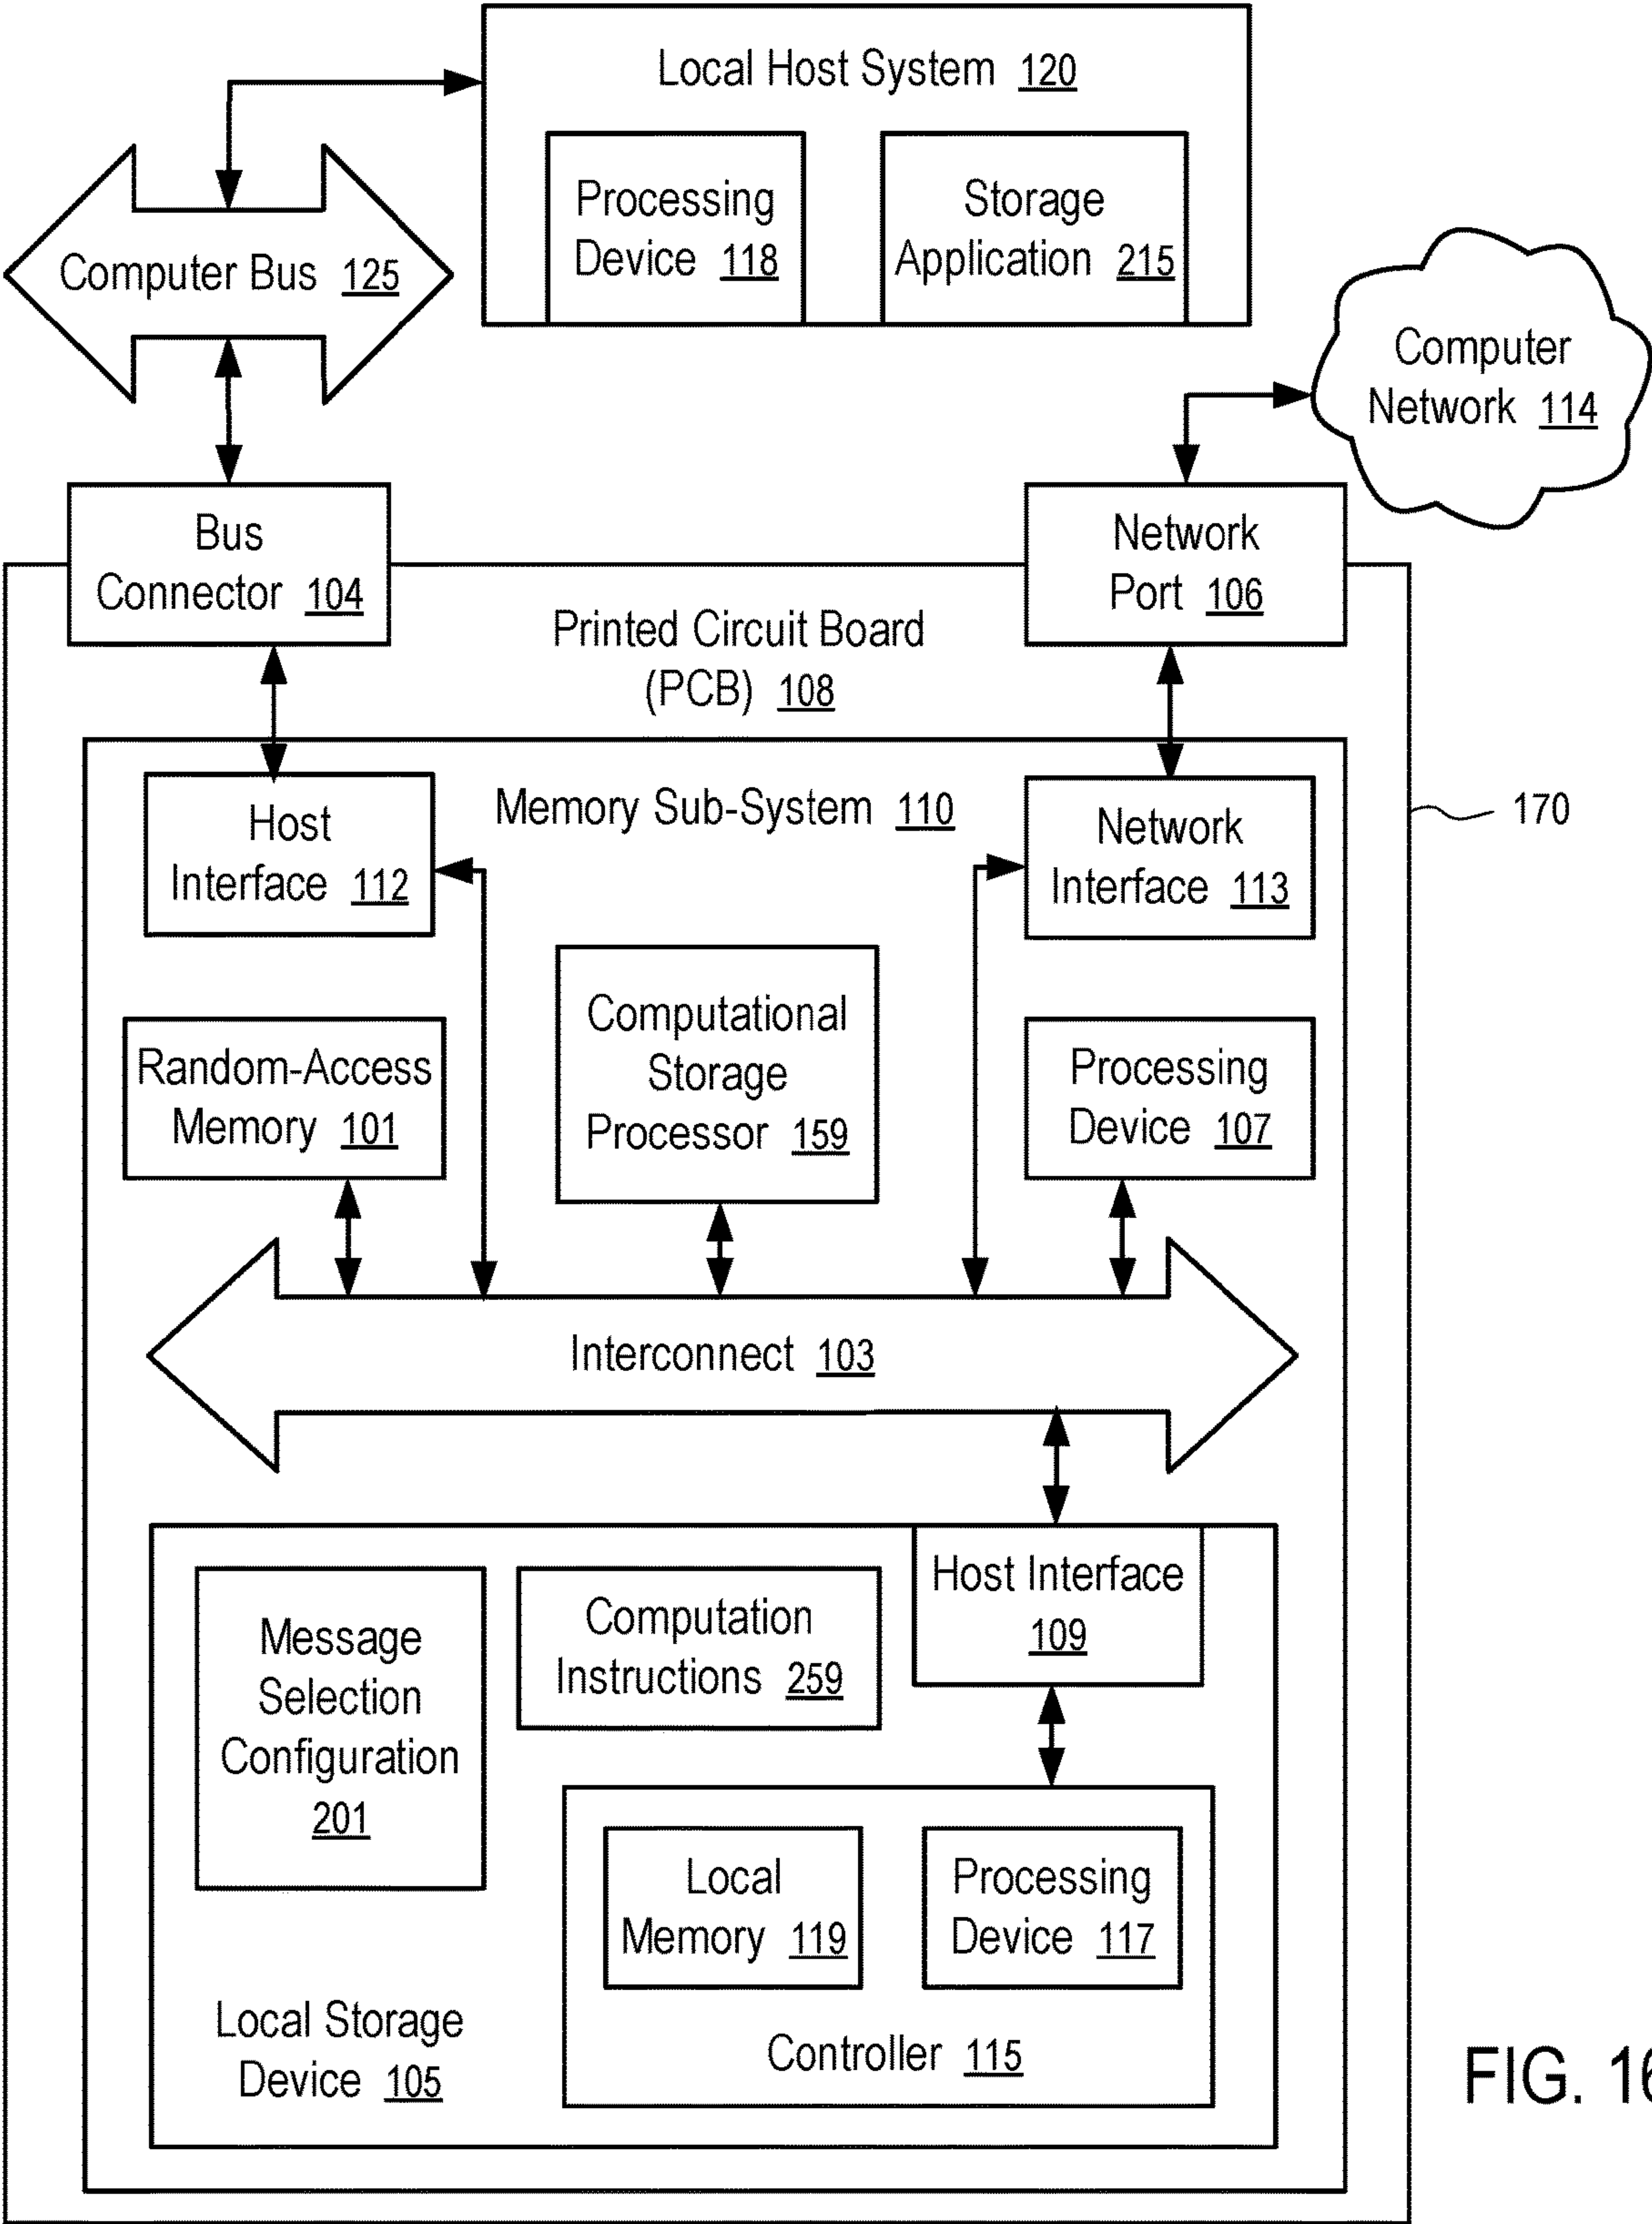 Local Host System 120
Processing
Device 118
Storage
Application 215
Computer Bus 125
Computer
Network 114
Bus
Connector 104
Network
Port 106
Printed Circuit Board
(PCB) 108
Host
Interface 112
Memory Sub-System 110
Network
Interface 113
170
Random-Access
Memory 101
Computational
Storage
Processor 159
Processing
Device 107
Interconnect 103
Message
Selection
Configuration
201
Computation
Instructions 259
Host Interface
109
Local
Memory 119
Processing
Device 117
Local Storage
Device 105
Controller 115
FIG. 16